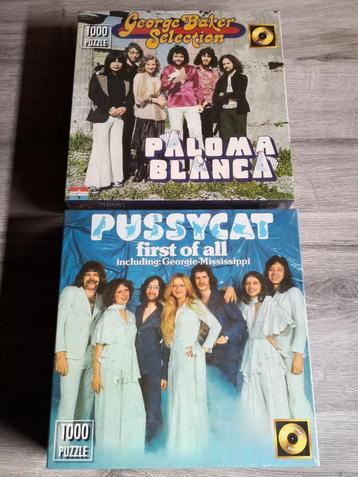 George Baker
Selection
1000
PUZZLE
PALOMA
BLANCA
PUSSYCAT
first of all
including: Georgie-Mississippi
1000
PUZZLE